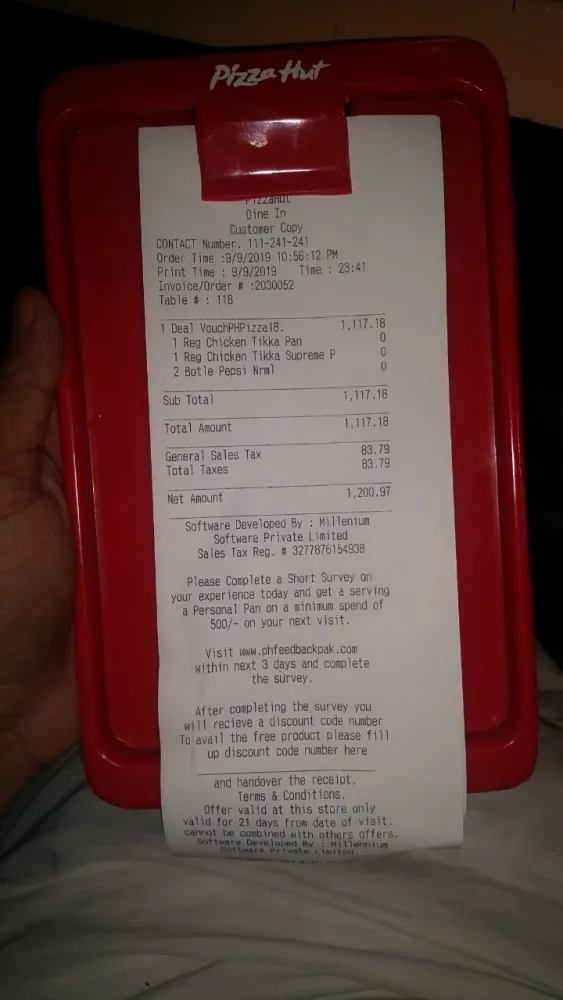 Pizza Hut
PizzaHut
Dine In
Customer Copy
CONTACT Number. 111-241-241
Order Time :9/9/2019 10:56:12 PM
Print Time : 9/9/2019 Time : 23:41
Invoice/Order # :2030052
Table # : 118
1 Deal VouchPHPizza18. 1,117.18
1 Reg Chicken Tikka Pan 0
1 Reg Chicken Tikka Supreme P 0
2 Botle Pepsi Nrml 0
Sub Total 1,117.18
Total Amount 1,117.18
General Sales Tax 83.79
Total Taxes 83.79
Net Amount 1,200.97
Software Developed By : Millenium
Software Private Limited
Sales Tax Reg. # 3277876154938
Please Complete a Short Survey on
your experience today and get a serving
a Personal Pan on a minimum spend of
500/- on your next visit.
Visit www.phfeedbackpak.com
within next 3 days and complete
the survey.
After completing the survey you
will recieve a discount code number
To avail the free product please fill
up discount code number here
and handover the receipt.
Terms & Conditions.
Offer valid at this store only
valid for 21 days from date of visit.
cannot be combined with others offers.
Software Developed By : Millennium
Software Private Limited.